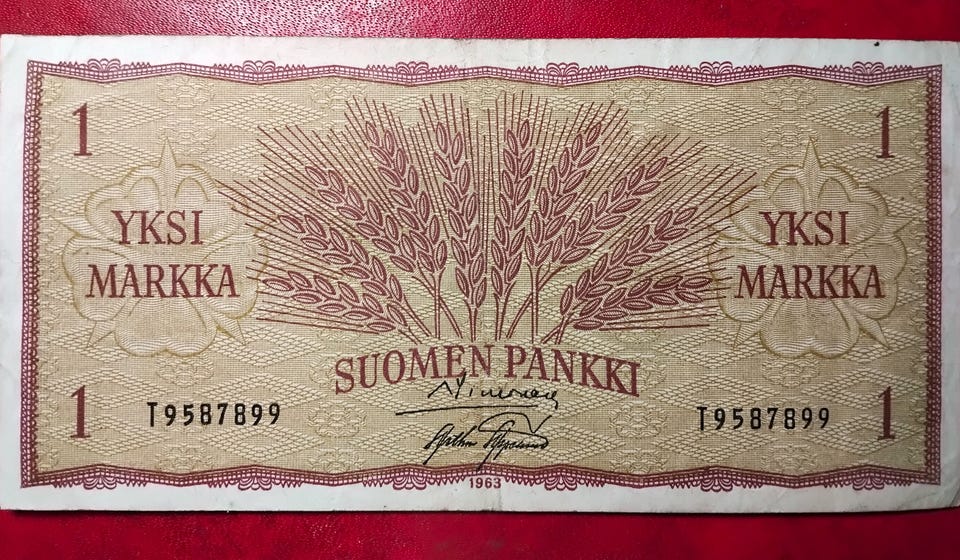 1 1
YKSI MARKKA
YKSI MARKKA
SUOMEN PANKKI
1 T9587899 T9587899 1
1963